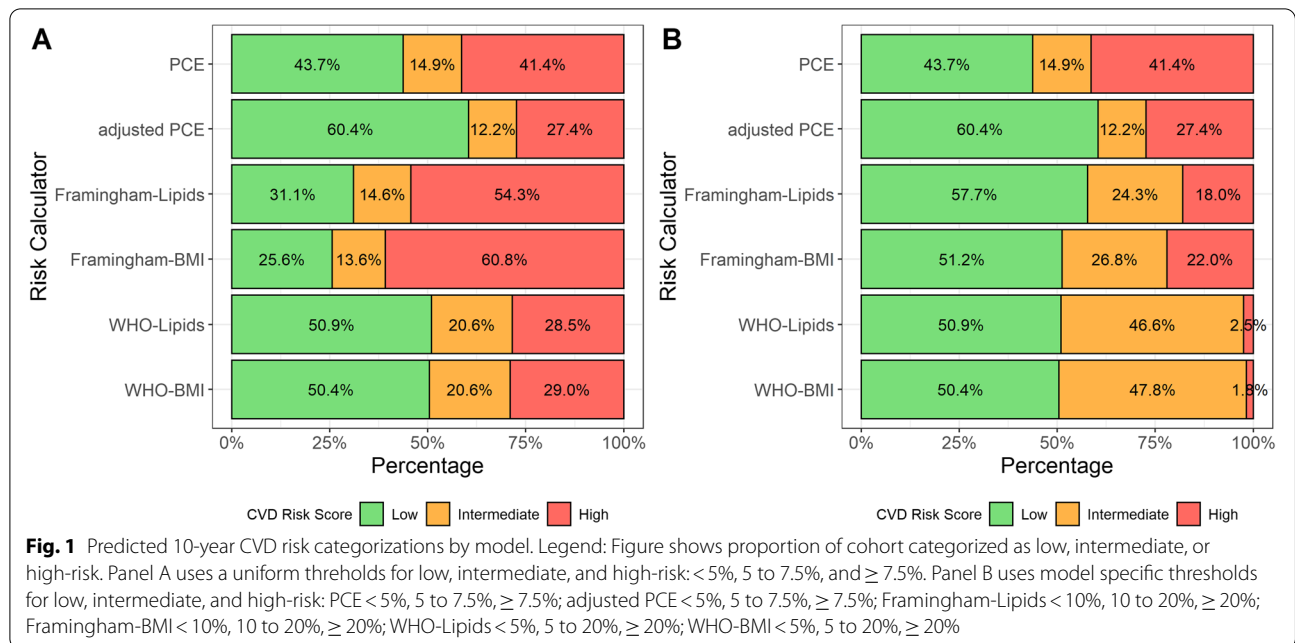 A
Risk Calculator
PCE
43.7% 14.9% 41.4%
adjusted PCE
60.4% 12.2% 27.4%
Framingham-Lipids
31.1% 14.6% 54.3%
Framingham-BMI
25.6% 13.6% 60.8%
WHO-Lipids
50.9% 20.6% 28.5%
WHO-BMI
50.4% 20.6% 29.0%
0% 25% 50% 75% 100%
Percentage
CVD Risk Score Low Intermediate High
B
Risk Calculator
PCE
43.7% 14.9% 41.4%
adjusted PCE
60.4% 12.2% 27.4%
Framingham-Lipids
57.7% 24.3% 18.0%
Framingham-BMI
51.2% 26.8% 22.0%
WHO-Lipids
50.9% 46.6% 2.5%
WHO-BMI
50.4% 47.8% 1.8%
0% 25% 50% 75% 100%
Percentage
CVD Risk Score Low Intermediate High
Fig. 1 Predicted 10-year CVD risk categorizations by model. Legend: Figure shows proportion of cohort categorized as low, intermediate, or
high-risk. Panel A uses a uniform threholds for low, intermediate, and high-risk: < 5%, 5 to 7.5%, and ≥ 7.5%. Panel B uses model specific thresholds
for low, intermediate, and high-risk: PCE < 5%, 5 to 7.5%, ≥ 7.5%; adjusted PCE < 5%, 5 to 7.5%, ≥ 7.5%; Framingham-Lipids < 10%, 10 to 20%, ≥ 20%;
Framingham-BMI < 10%, 10 to 20%, ≥ 20%; WHO-Lipids < 5%, 5 to 20%, ≥ 20%; WHO-BMI < 5%, 5 to 20%, ≥ 20%